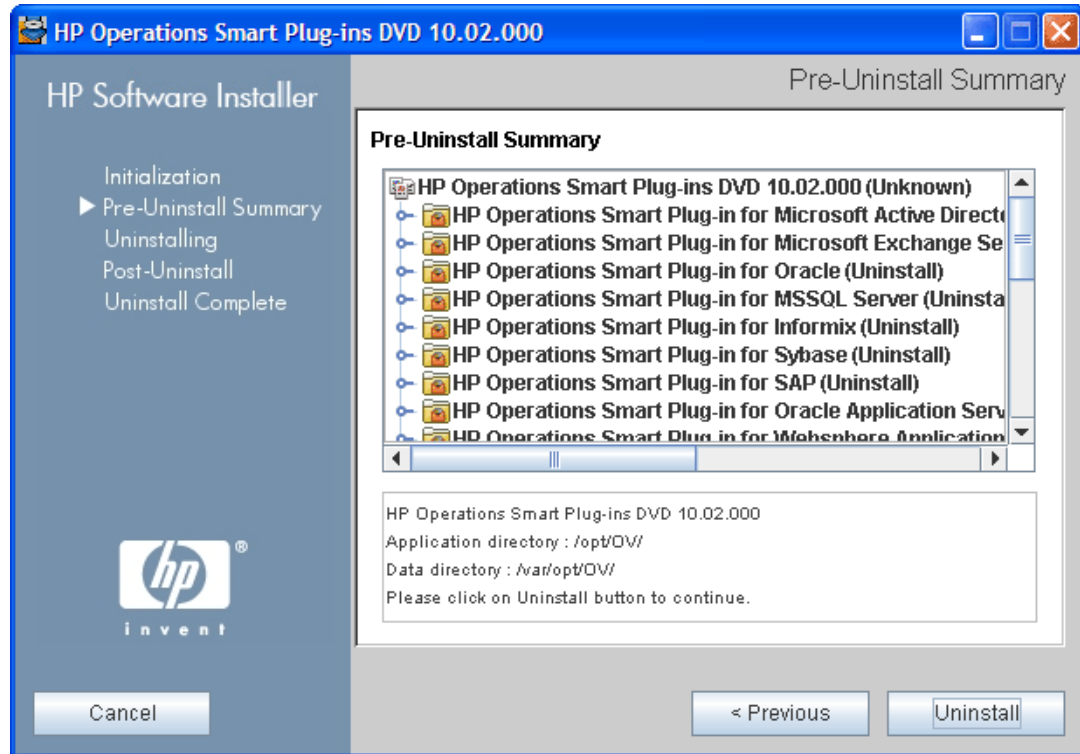 HP Operations Smart Plug-ins DVD 10.02.000
HP Software Installer
Initialization
Pre-Uninstall Summary
Uninstalling
Post-Uninstall
Uninstall Complete
hp
®
invent
Pre-Uninstall Summary
Pre-Uninstall Summary
HP Operations Smart Plug-ins DVD 10.02.000 (Unknown)
HP Operations Smart Plug-in for Microsoft Active Directo
HP Operations Smart Plug-in for Microsoft Exchange Se
HP Operations Smart Plug-in for Oracle (Uninstall)
HP Operations Smart Plug-in for MSSQL Server (Uninsta
HP Operations Smart Plug-in for Informix (Uninstall)
HP Operations Smart Plug-in for Sybase (Uninstall)
HP Operations Smart Plug-in for SAP (Uninstall)
HP Operations Smart Plug-in for Oracle Application Serv
HP Operations Smart Plug-in for Websphere Application
HP Operations Smart Plug-ins DVD 10.02.000
Application directory : /opt/OV/
Data directory : /var/opt/OV/
Please click on Uninstall button to continue.
Cancel
< Previous
Uninstall